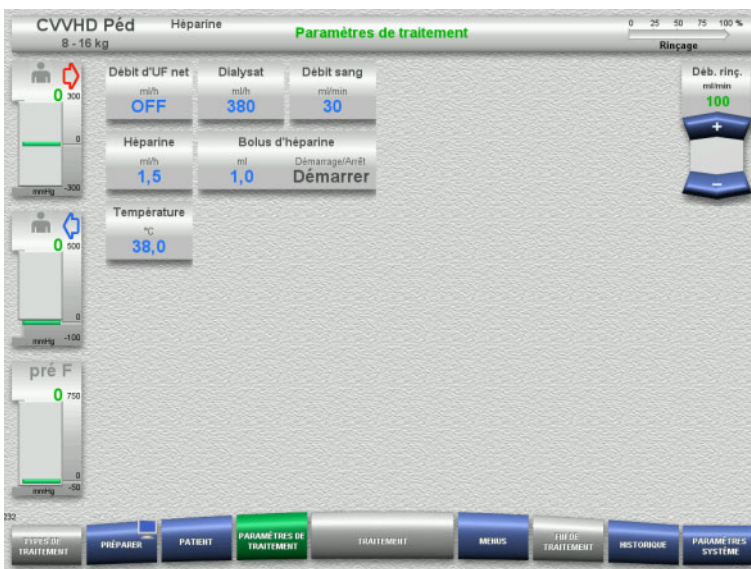 CVVHD Péd Héparine Paramètres de traitement 0 25 50 75 100 %
8 - 16 kg Rinçage
0 300
0
mmHg -300
Débit d'UF net Dialysat Débit sang
ml/h ml/h ml/min
OFF 380 30
Déb. rinç.
ml/min
100
+
−
Héparine Bolus d'héparine
ml/h ml Démarrage/Arrêt
1,5 1,0 Démarrer
Température
°C
38,0
0 500
0
mmHg -100
pré F
0 750
0
mmHg -50
232
TYPES DE TRAITEMENT
PRÉPARER
PATIENT
PARAMÈTRES DE TRAITEMENT
TRAITEMENT
MENUS
FIN DE TRAITEMENT
HISTORIQUE
PARAMÈTRES SYSTÈME